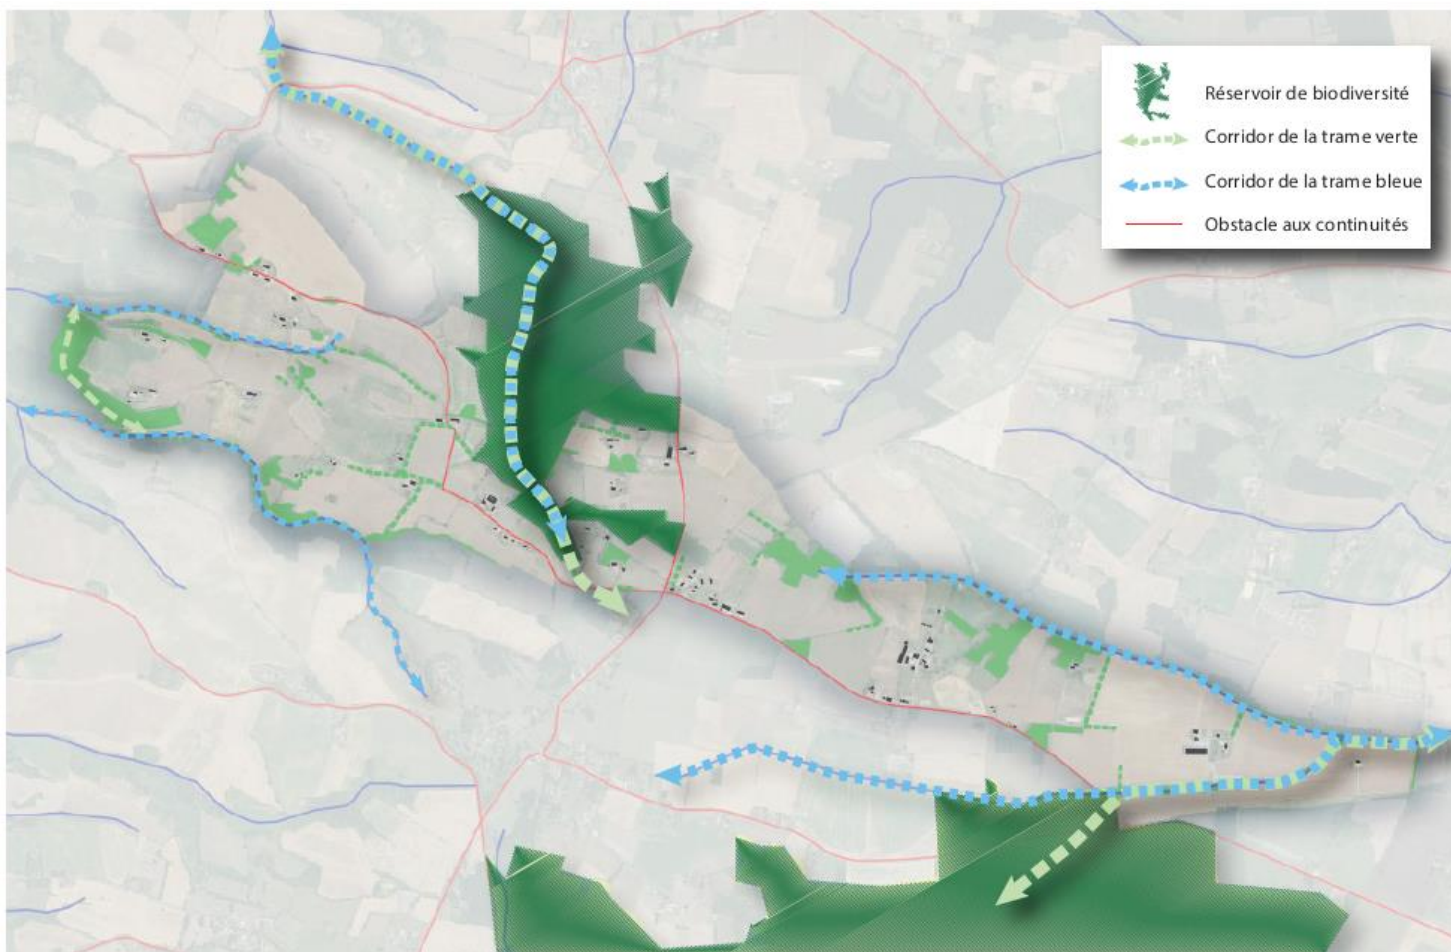 Réservoir de biodiversité
Corridor de la trame verte
Corridor de la trame bleue
Obstacle aux continuités